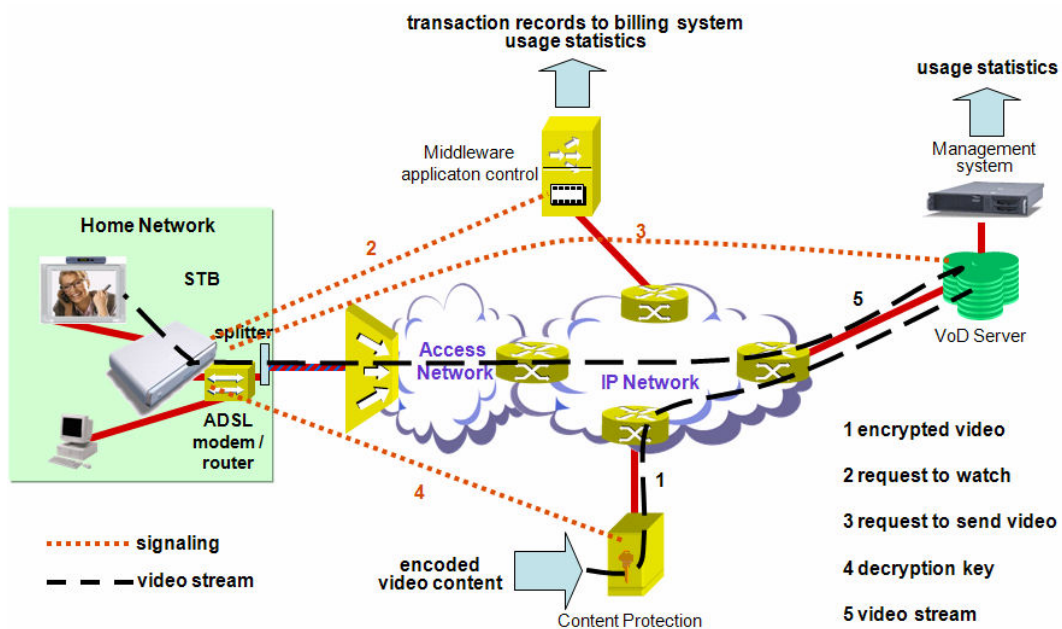 transaction records to billing system
usage statistics
usage statistics
Management
system
Middleware
applicaton control
Home Network
STB
splitter
2
3
5
VoD Server
Access
Network
IP Network
ADSL
modem /
router
4
1
1 encrypted video
2 request to watch
3 request to send video
4 decryption key
5 video stream
signaling
video stream
encoded
video content
Content Protection